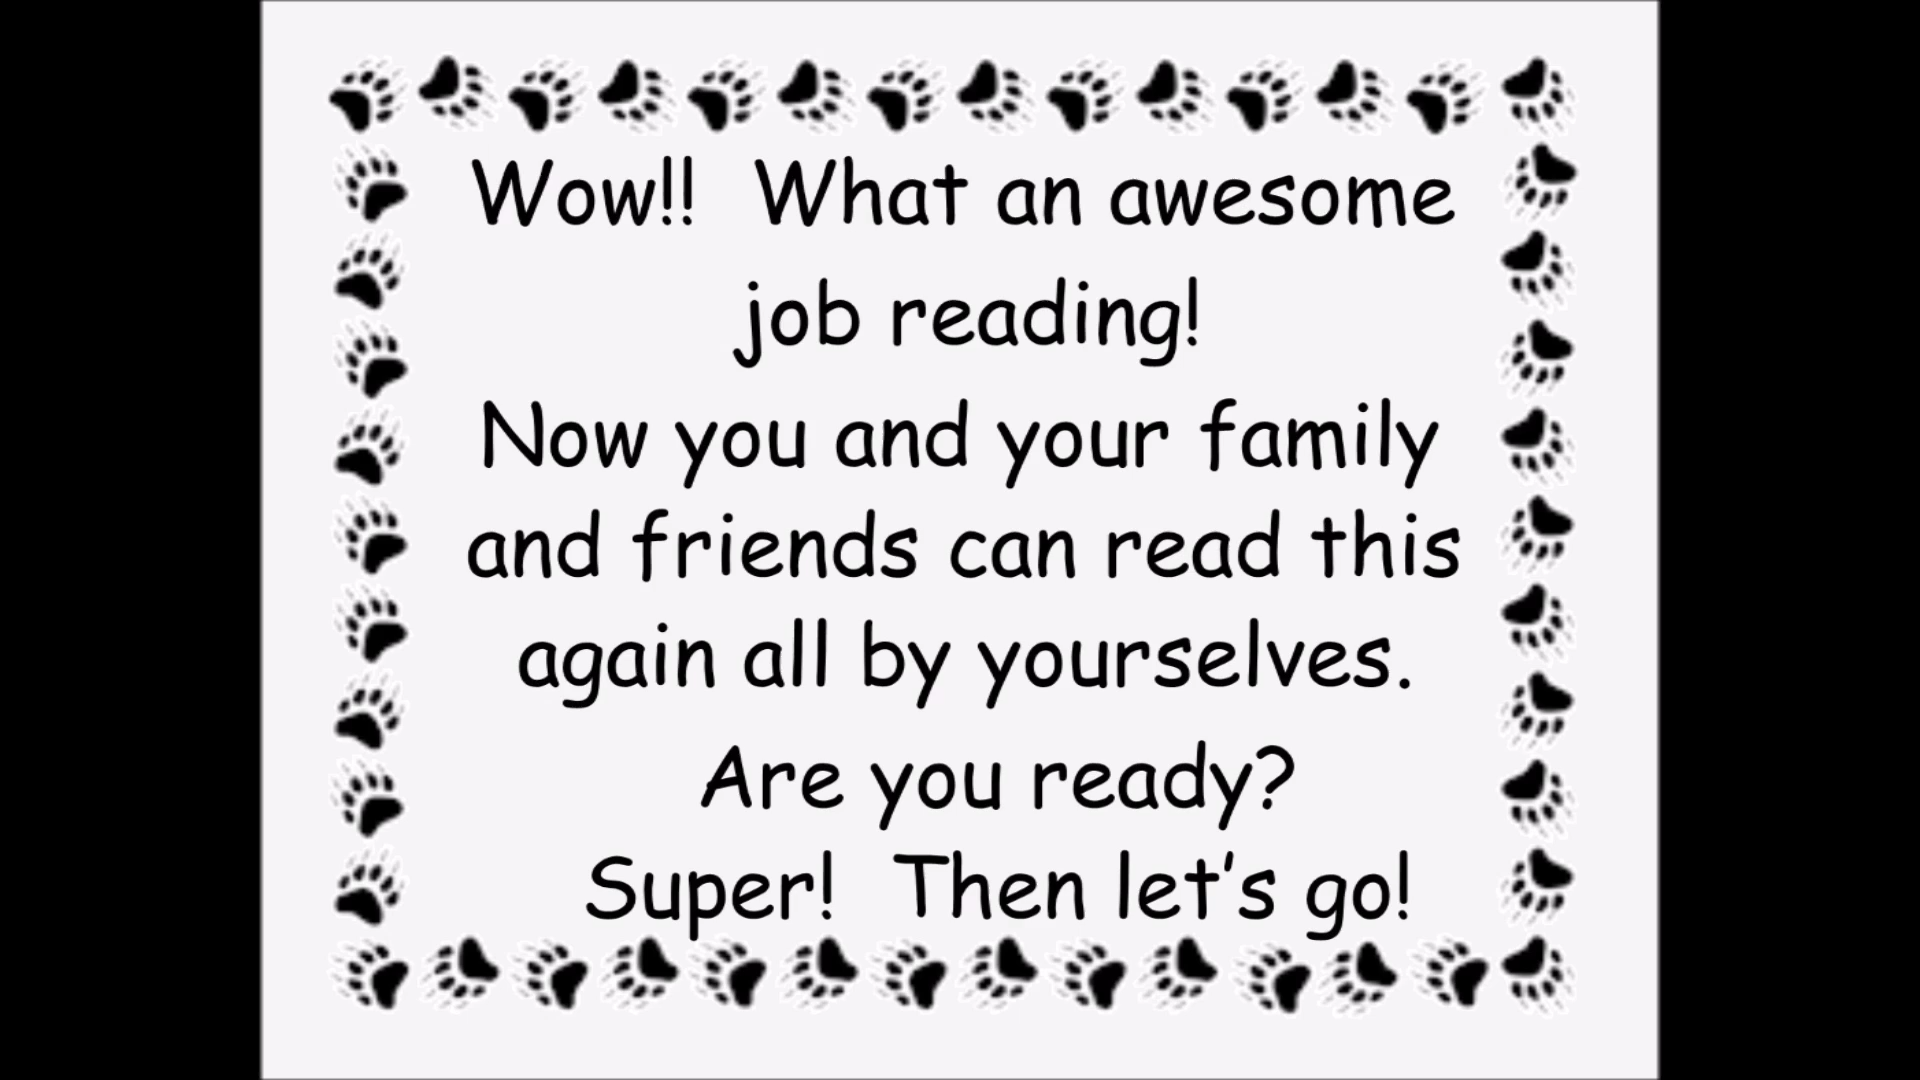 Wow!!  What an awesome
job reading!
Now you and your family
and friends can read this
again all by yourselves.
Are you ready?
Super!  Then let’s go!